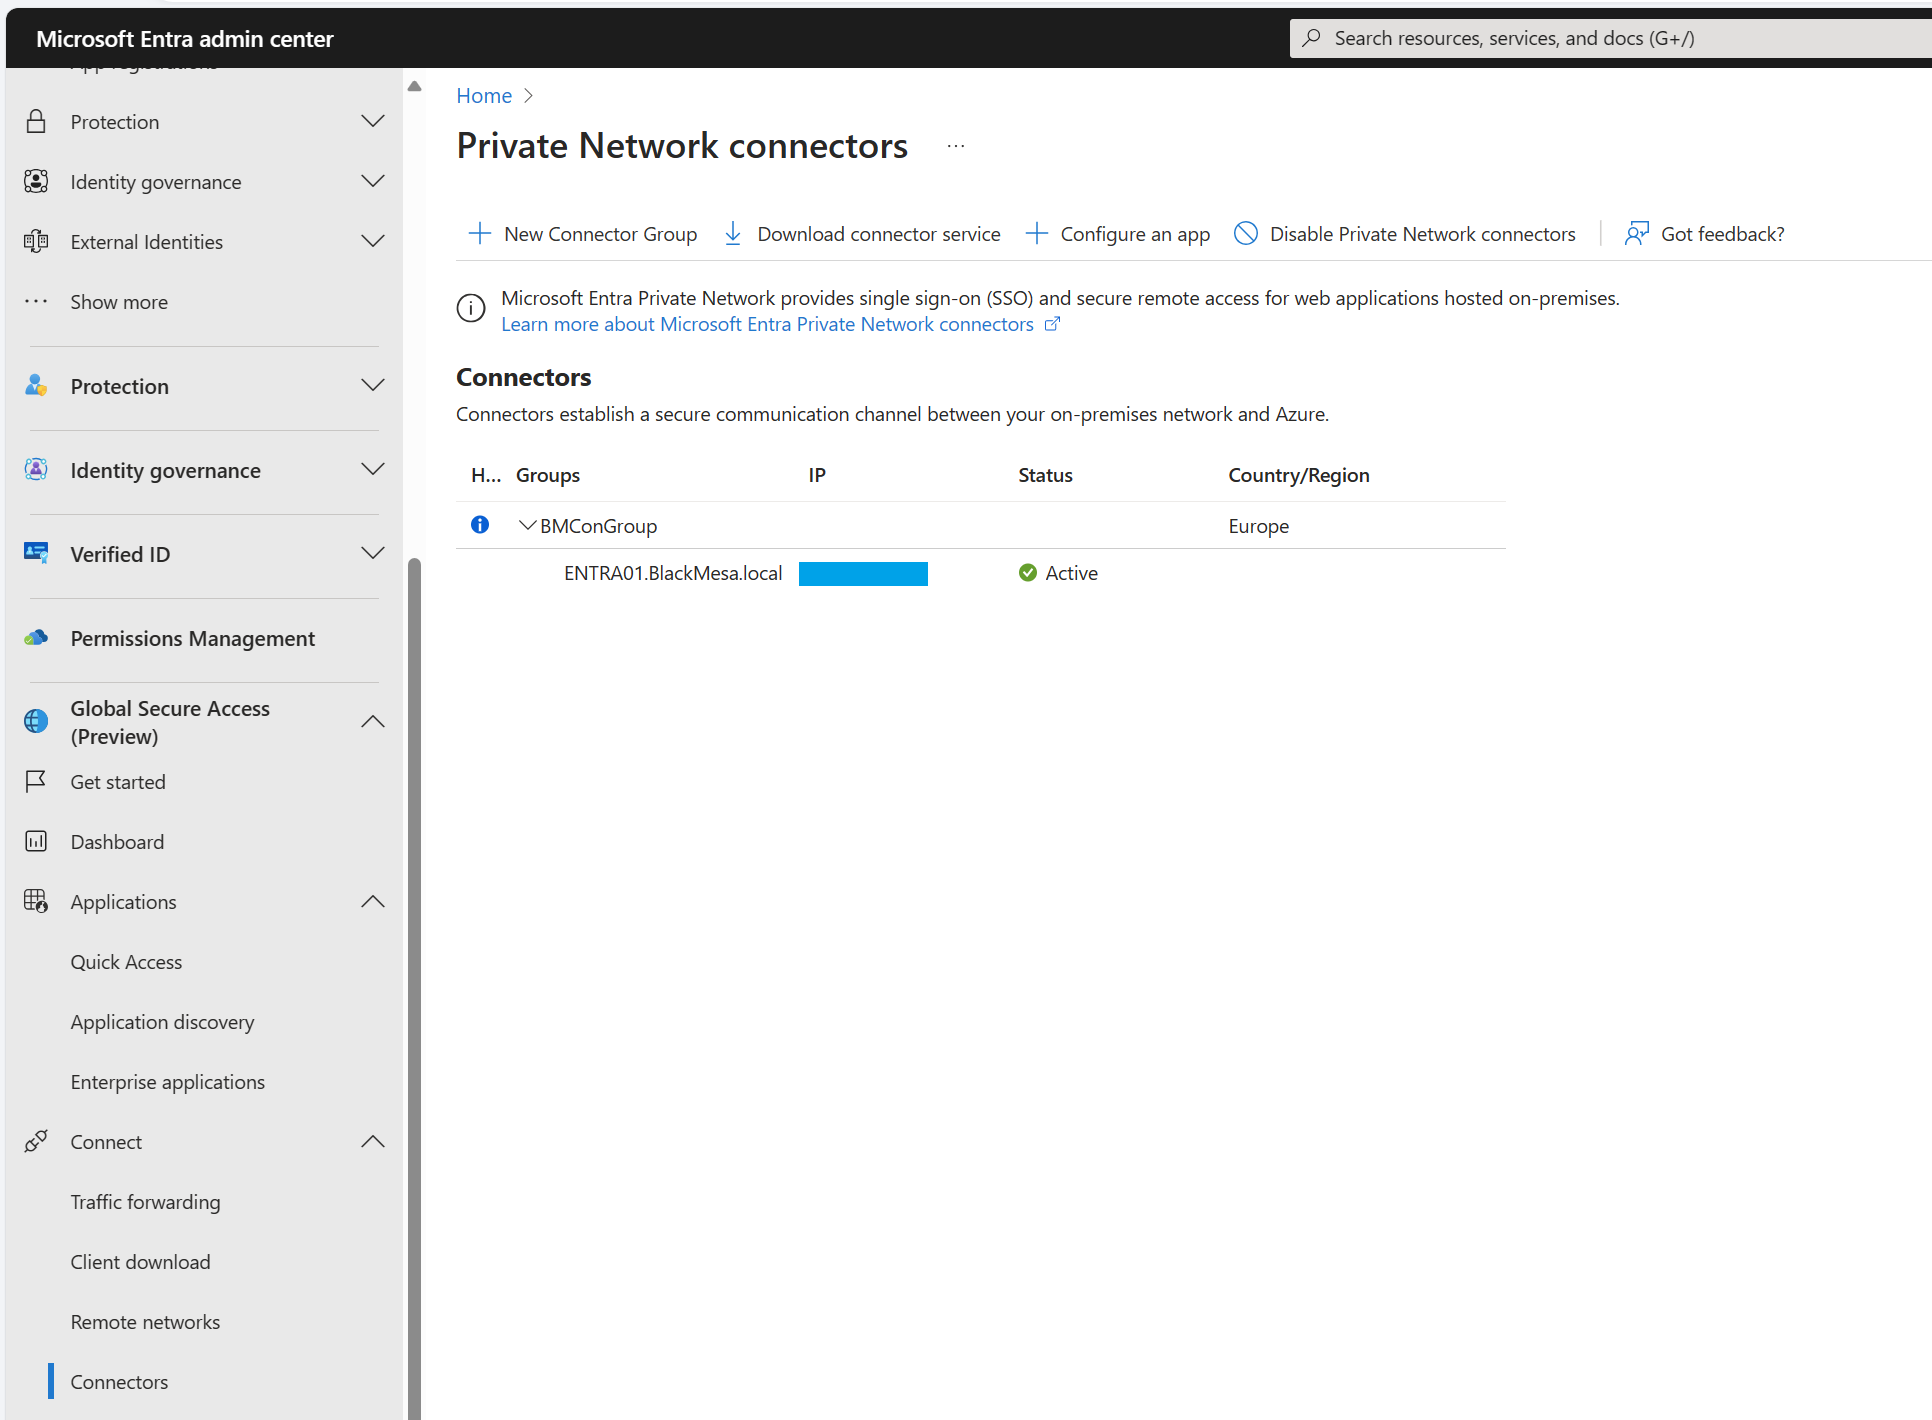 Microsoft Entra admin center
Search resources, services, and docs (G+/)
App registrations
Protection
Identity governance
External Identities
Show more
Protection
Identity governance
Verified ID
Permissions Management
Global Secure Access
(Preview)
Get started
Dashboard
Applications
Quick Access
Application discovery
Enterprise applications
Connect
Traffic forwarding
Client download
Remote networks
Connectors
Home
Private Network connectors
New Connector Group
Download connector service
Configure an app
Disable Private Network connectors
Got feedback?
Microsoft Entra Private Network provides single sign-on (SSO) and secure remote access for web applications hosted on-premises.
Learn more about Microsoft Entra Private Network connectors
Connectors
Connectors establish a secure communication channel between your on-premises network and Azure.
H... Groups IP Status Country/Region
BMConGroup Europe
ENTRA01.BlackMesa.local Active